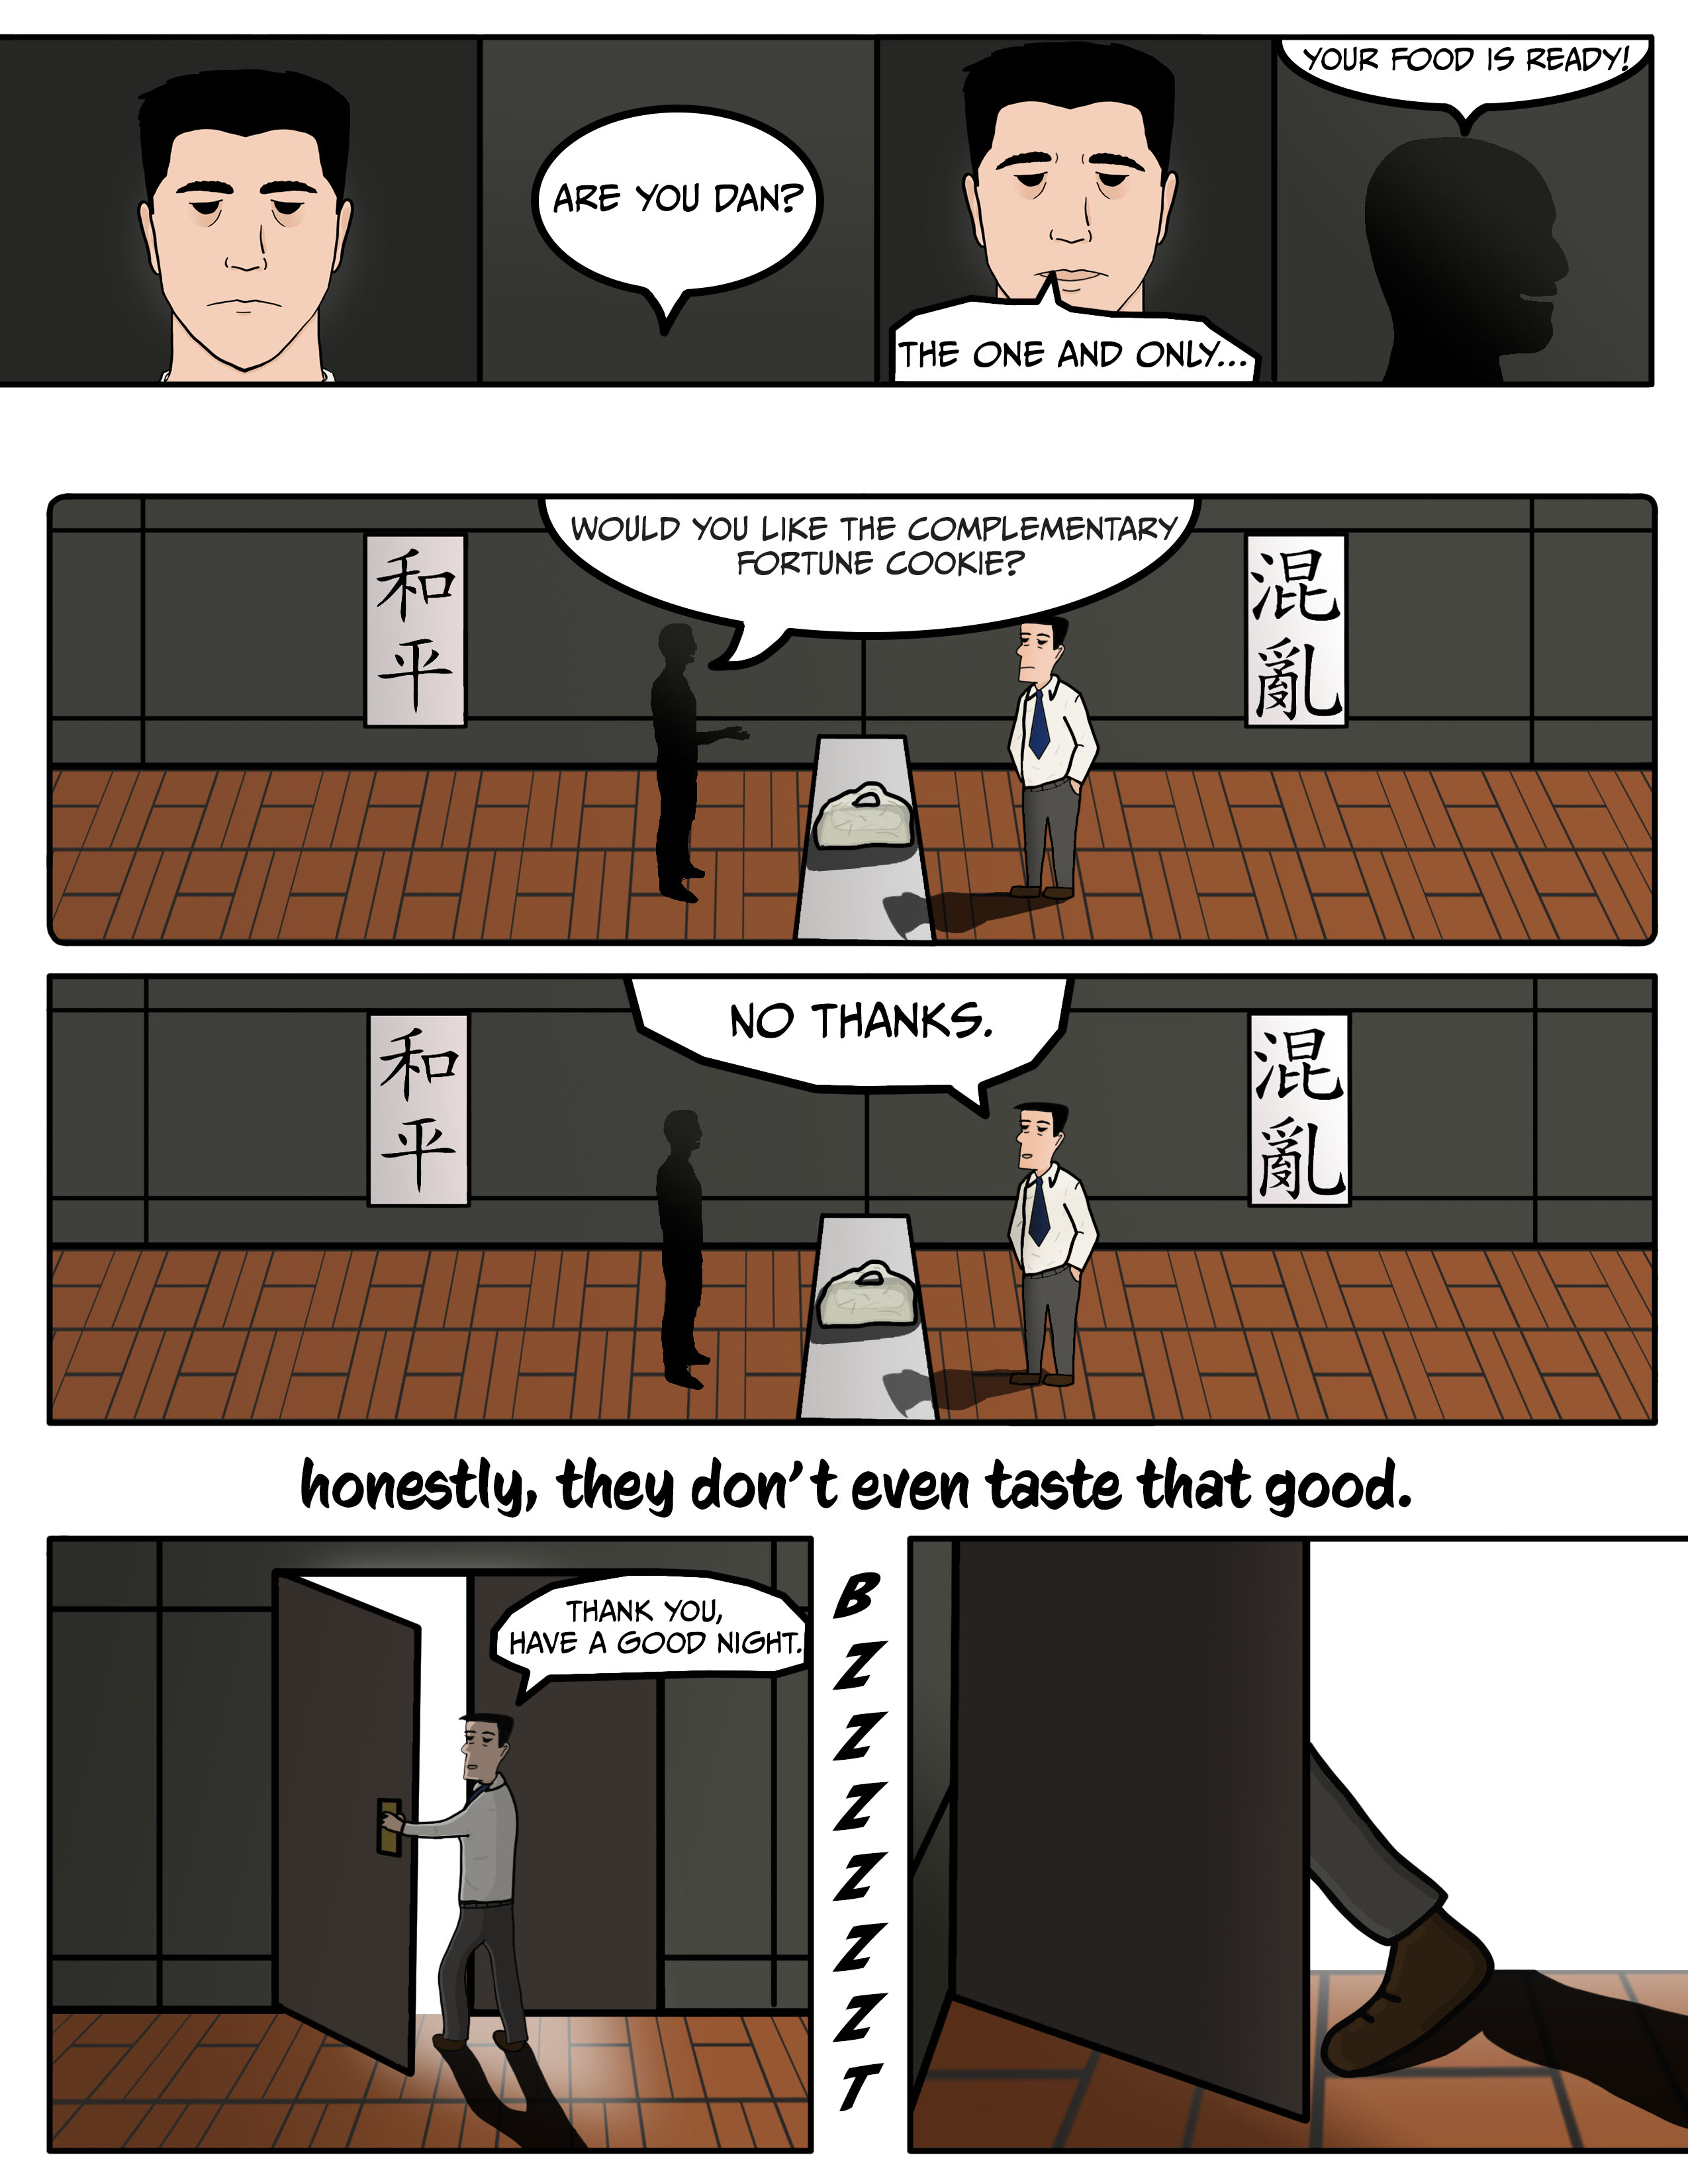 ARE YOU DAN?
THE ONE AND ONLY...
YOUR FOOD IS READY!
WOULD YOU LIKE THE COMPLEMENTARY
FORTUNE COOKIE?
和平
混亂
NO THANKS.
和平
混亂
honestly, they don't even taste that good.
THANK YOU,
HAVE A GOOD NIGHT.
BZZZZZZT